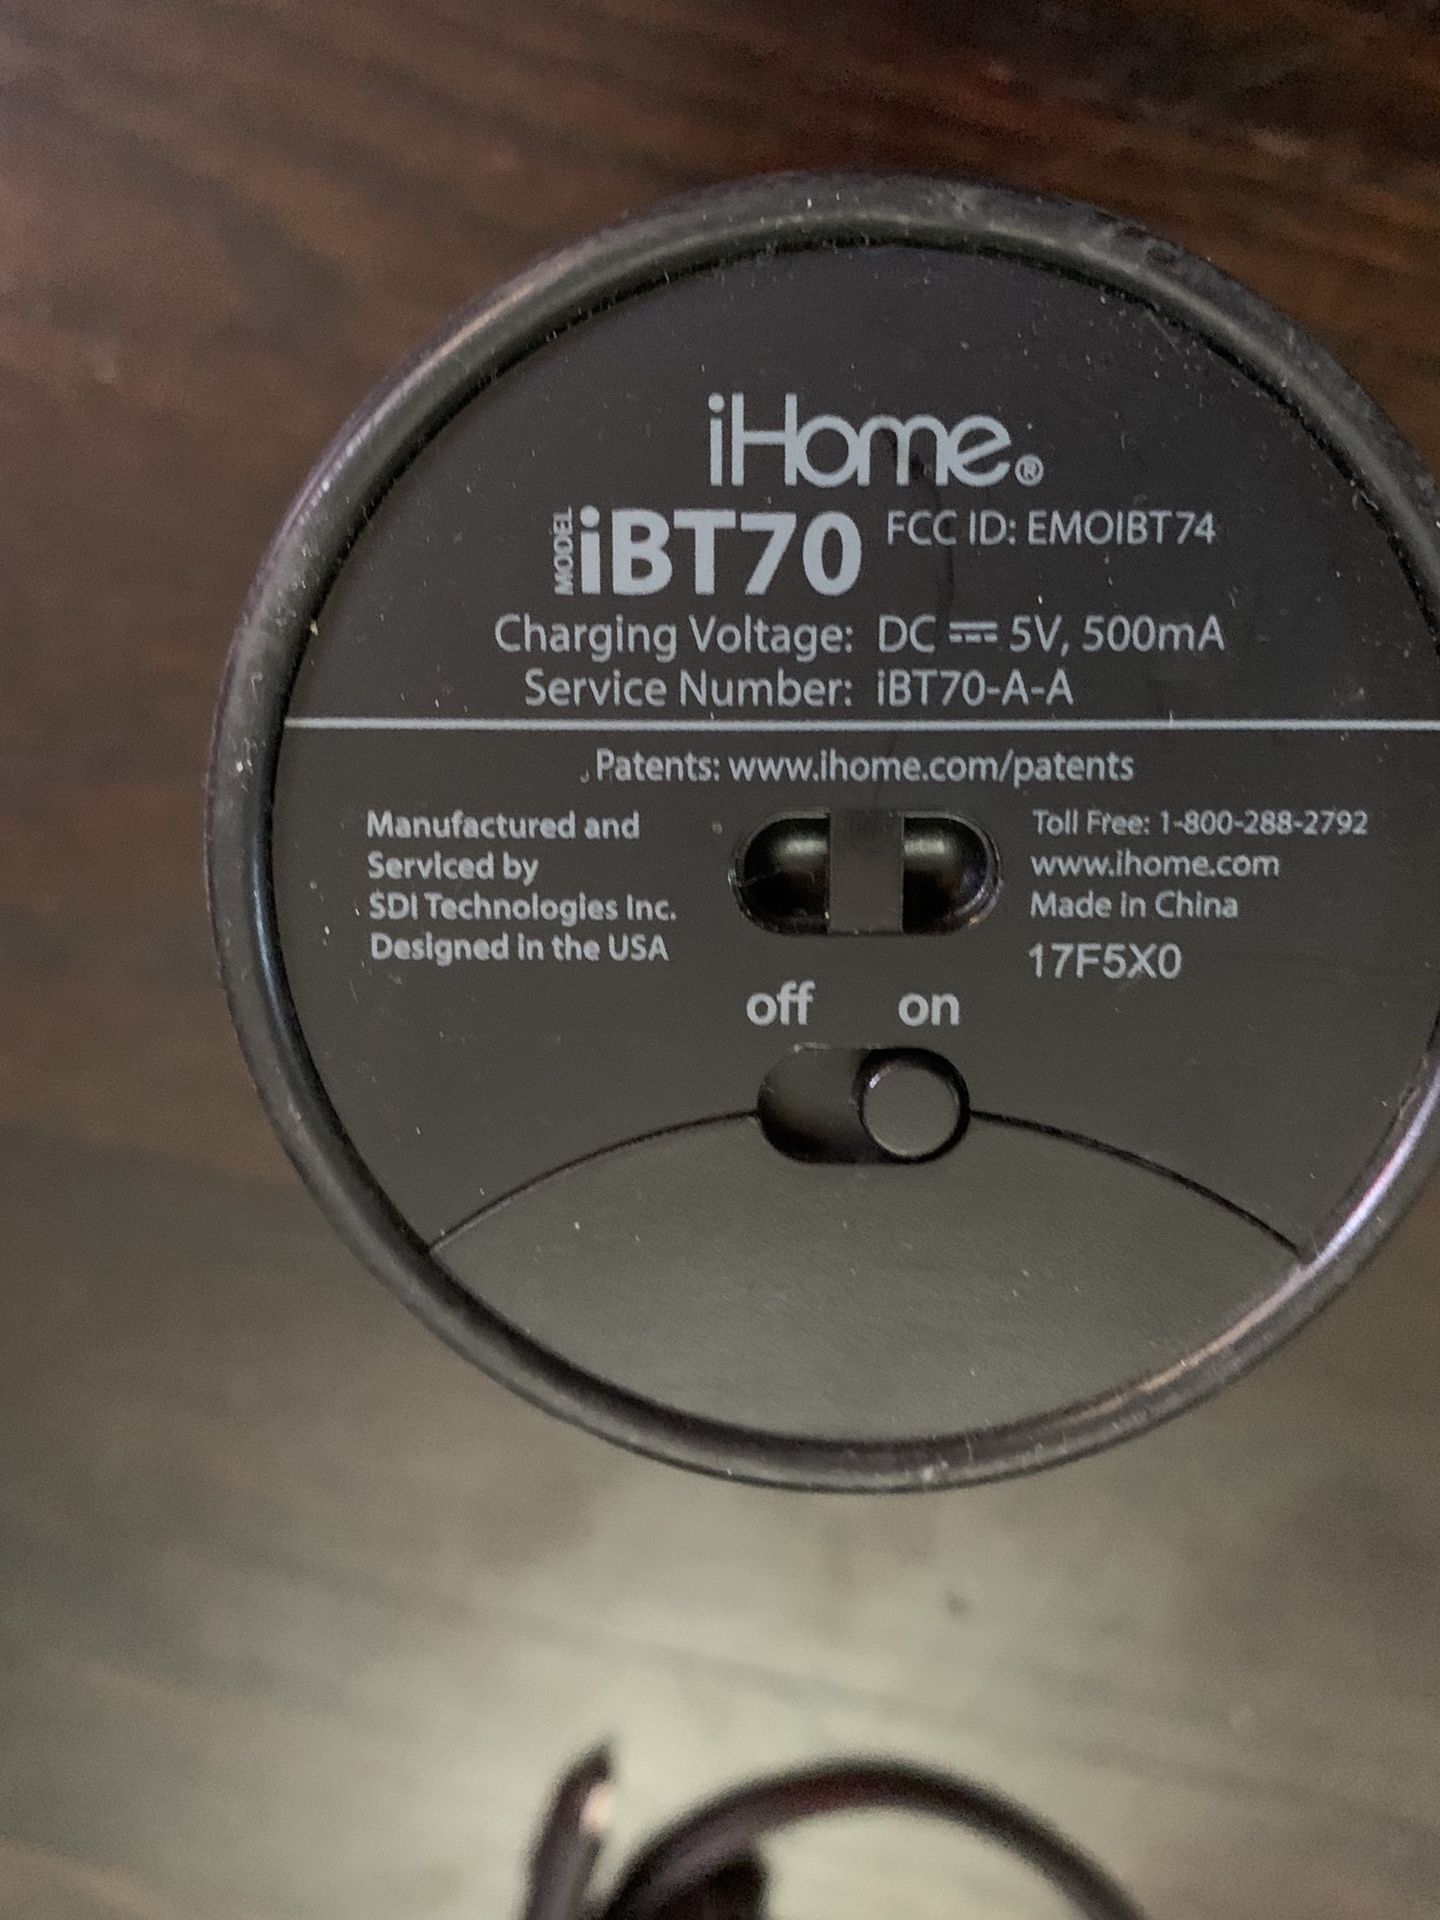 iHome®
MODEL iBT70 FCC ID: EMOIBT74
Charging Voltage: DC ⎓ 5V, 500mA
Service Number: iBT70-A-A
Patents: www.ihome.com/patents
Manufactured and
Serviced by
SDI Technologies Inc.
Designed in the USA
Toll Free: 1-800-288-2792
www.ihome.com
Made in China
17F5X0
off on